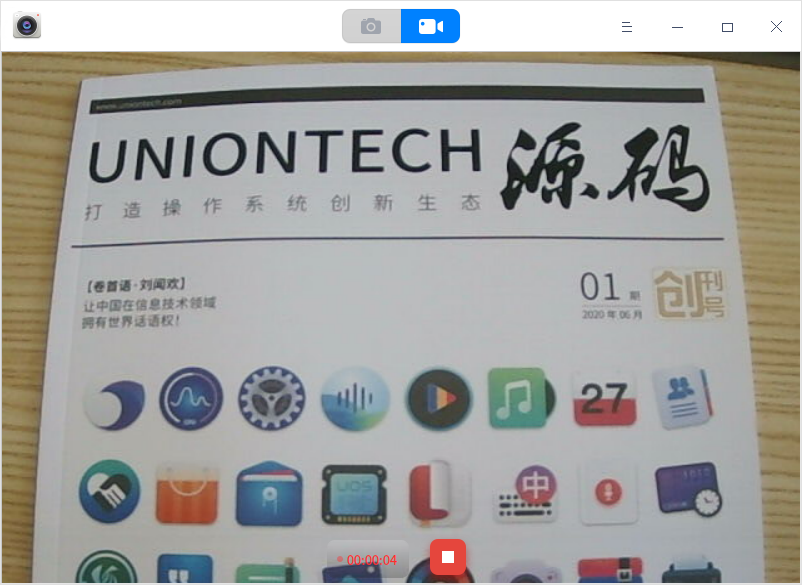 www.uniontech.com
UNIONTECH 源码
打造操作系统创新生态
【卷首语·刘闻欢】
让中国在信息技术领域
拥有世界话语权!
01 期
2020 年 06 月
创刊号
27
UOS
中
00:00:04